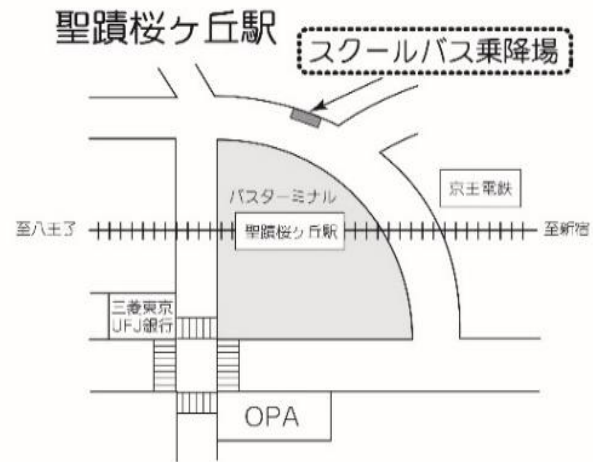 聖蹟桜ヶ丘駅
スクールバス乗降場
バスターミナル
京王電鉄
至八王子
聖蹟桜ヶ丘駅
至新宿
三菱東京
UFJ銀行
OPA